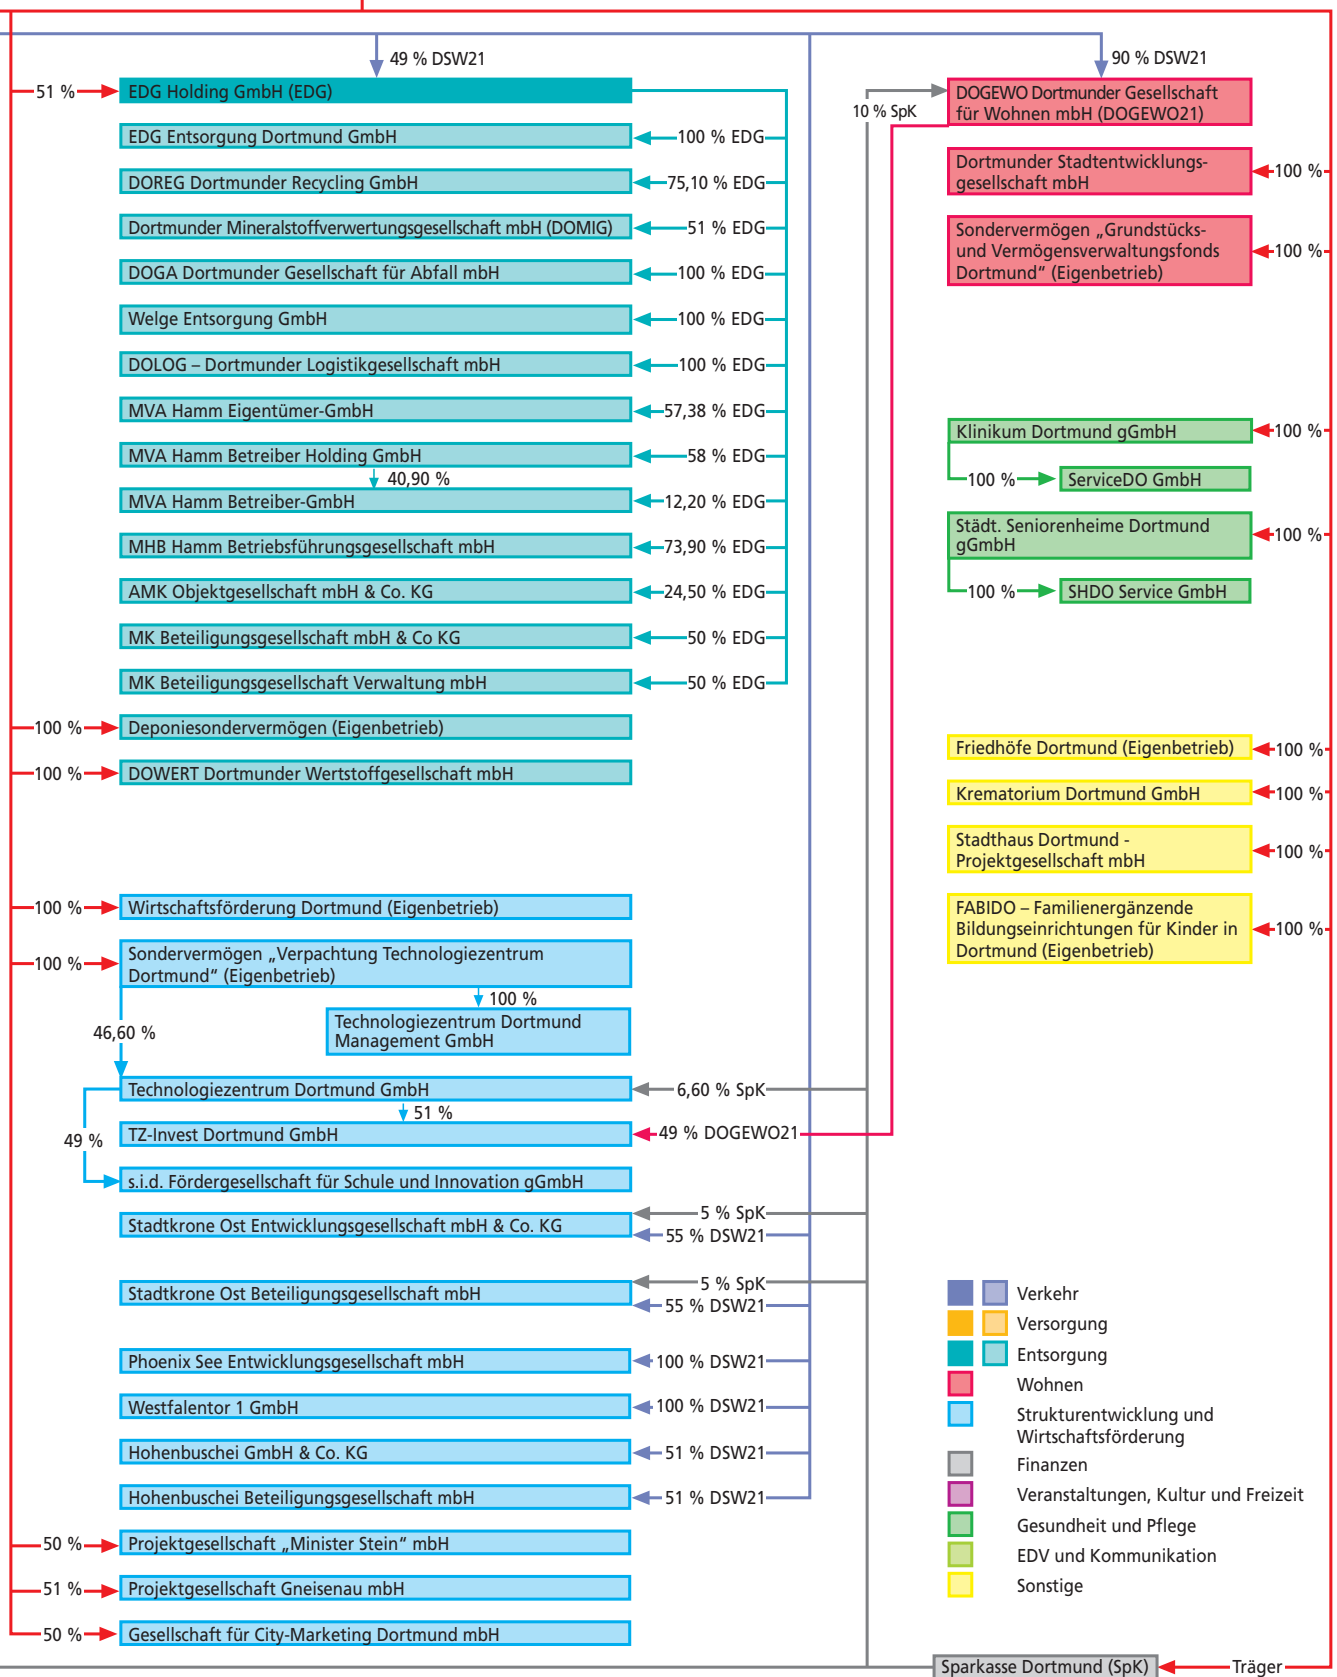 49 % DSW21
51 %
EDG Holding GmbH (EDG)
EDG Entsorgung Dortmund GmbH
100 % EDG
DOREG Dortmunder Recycling GmbH
75,10 % EDG
Dortmunder Mineralstoffverwertungsgesellschaft mbH (DOMIG)
51 % EDG
DOGA Dortmunder Gesellschaft für Abfall mbH
100 % EDG
Welge Entsorgung GmbH
100 % EDG
DOLOG – Dortmunder Logistikgesellschaft mbH
100 % EDG
MVA Hamm Eigentümer-GmbH
57,38 % EDG
MVA Hamm Betreiber Holding GmbH
58 % EDG
40,90 %
MVA Hamm Betreiber-GmbH
12,20 % EDG
MHB Hamm Betriebsführungsgesellschaft mbH
73,90 % EDG
AMK Objektgesellschaft mbH & Co. KG
24,50 % EDG
MK Beteiligungsgesellschaft mbH & Co KG
50 % EDG
MK Beteiligungsgesellschaft Verwaltung mbH
50 % EDG
100 %
Deponiesondervermögen (Eigenbetrieb)
100 %
DOWERT Dortmunder Wertstoffgesellschaft mbH
100 %
Wirtschaftsförderung Dortmund (Eigenbetrieb)
100 %
Sondervermögen „Verpachtung Technologiezentrum
Dortmund“ (Eigenbetrieb)
100 %
46,60 %
Technologiezentrum Dortmund
Management GmbH
Technologiezentrum Dortmund GmbH
6,60 % SpK
51 %
49 %
TZ-Invest Dortmund GmbH
49 % DOGEWO21
s.i.d. Fördergesellschaft für Schule und Innovation gGmbH
Stadtkrone Ost Entwicklungsgesellschaft mbH & Co. KG
5 % SpK
55 % DSW21
Stadtkrone Ost Beteiligungsgesellschaft mbH
5 % SpK
55 % DSW21
Phoenix See Entwicklungsgesellschaft mbH
100 % DSW21
Westfalentor 1 GmbH
100 % DSW21
Hohenbuschei GmbH & Co. KG
51 % DSW21
Hohenbuschei Beteiligungsgesellschaft mbH
51 % DSW21
50 %
Projektgesellschaft „Minister Stein“ mbH
51 %
Projektgesellschaft Gneisenau mbH
50 %
Gesellschaft für City-Marketing Dortmund mbH
90 % DSW21
10 % SpK
DOGEWO Dortmunder Gesellschaft
für Wohnen mbH (DOGEWO21)
Dortmunder Stadtentwicklungs-
gesellschaft mbH
100 %
Sondervermögen „Grundstücks-
und Vermögensverwaltungsfonds
Dortmund“ (Eigenbetrieb)
100 %
Klinikum Dortmund gGmbH
100 %
100 %
ServiceDO GmbH
Städt. Seniorenheime Dortmund
gGmbH
100 %
100 %
SHDO Service GmbH
Friedhöfe Dortmund (Eigenbetrieb)
100 %
Krematorium Dortmund GmbH
100 %
Stadthaus Dortmund -
Projektgesellschaft mbH
100 %
FABIDO – Familienergänzende
Bildungseinrichtungen für Kinder in
Dortmund (Eigenbetrieb)
100 %
Verkehr
Versorgung
Entsorgung
Wohnen
Strukturentwicklung und
Wirtschaftsförderung
Finanzen
Veranstaltungen, Kultur und Freizeit
Gesundheit und Pflege
EDV und Kommunikation
Sonstige
Sparkasse Dortmund (SpK)
Träger